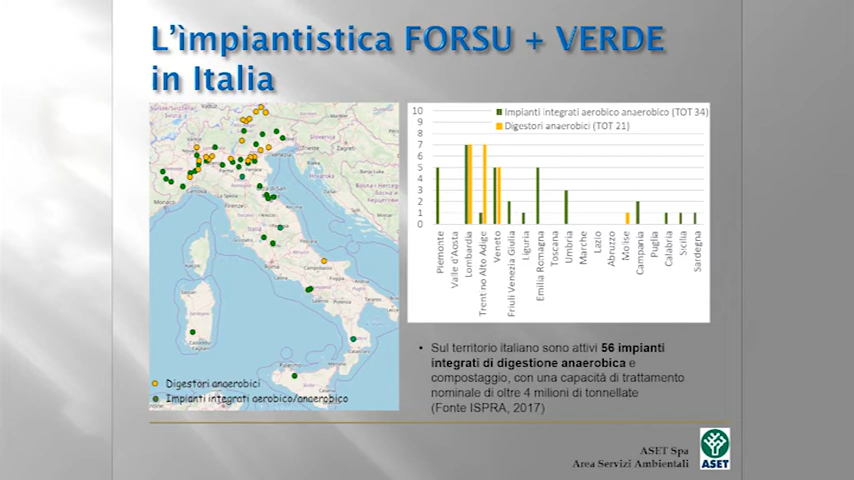 L'ìmpiantistica FORSU + VERDE
in Italia
Digestori anaerobici
Impianti integrati aerobico/anaerobico
10
9
8
7
6
5
4
3
2
1
0
Impianti integrati aerobico anaerobico (TOT 34)
Digestori anaerobici (TOT 21)
Piemonte
Valle d'Aosta
Lombardia
Trentino Alto Adige
Veneto
Friuli Venezia Giulia
Liguria
Emilia Romagna
Toscana
Umbria
Marche
Lazio
Abruzzo
Molise
Campania
Puglia
Calabria
Sicilia
Sardegna
• Sul territorio italiano sono attivi 56 impianti
integrati di digestione anaerobica e
compostaggio, con una capacità di trattamento
nominale di oltre 4 milioni di tonnellate
(Fonte ISPRA, 2017)
ASET Spa
Area Servizi Ambientali
ASET